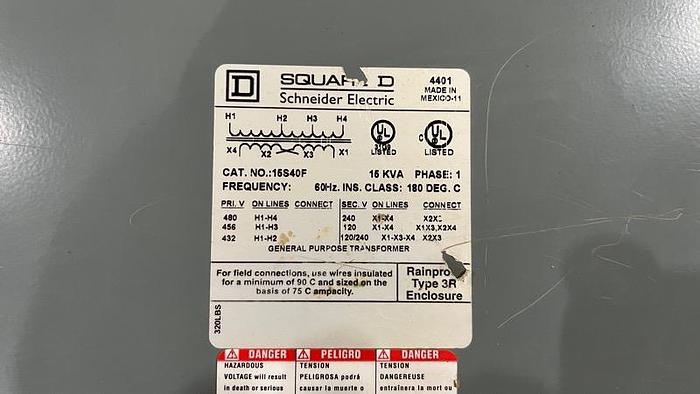 SQUAR D
Schneider Electric
4401
MADE IN
MEXICO-11
H1 H2 H3 H4
X4 X2 X3 X1
UL
LISTED
C UL
LISTED
CAT. NO.:15S40F 15 KVA PHASE: 1
FREQUENCY: 60Hz. INS. CLASS: 180 DEG. C
PRI. V ON LINES CONNECT SEC. V ON LINES CONNECT
480 H1-H4 240 X1-X4
456 H1-H3 120 X1-X4 X1X3,X2X4
432 H1-H2 120/240 X1-X3-X4 X2X3
GENERAL PURPOSE TRANSFORMER
For field connections, use wires insulated
for a minimum of 90 C and sized on the
basis of 75 C ampacity.
Rainpro
Type 3R
Enclosure
320LBS
DANGER
HAZARDOUS
VOLTAGE will result
in death or serious
PELIGRO
TENSION
PELIGROSA podrá
causar la muerte o
DANGER
TENSION
DANGEREUSE
entraînera la mort ou